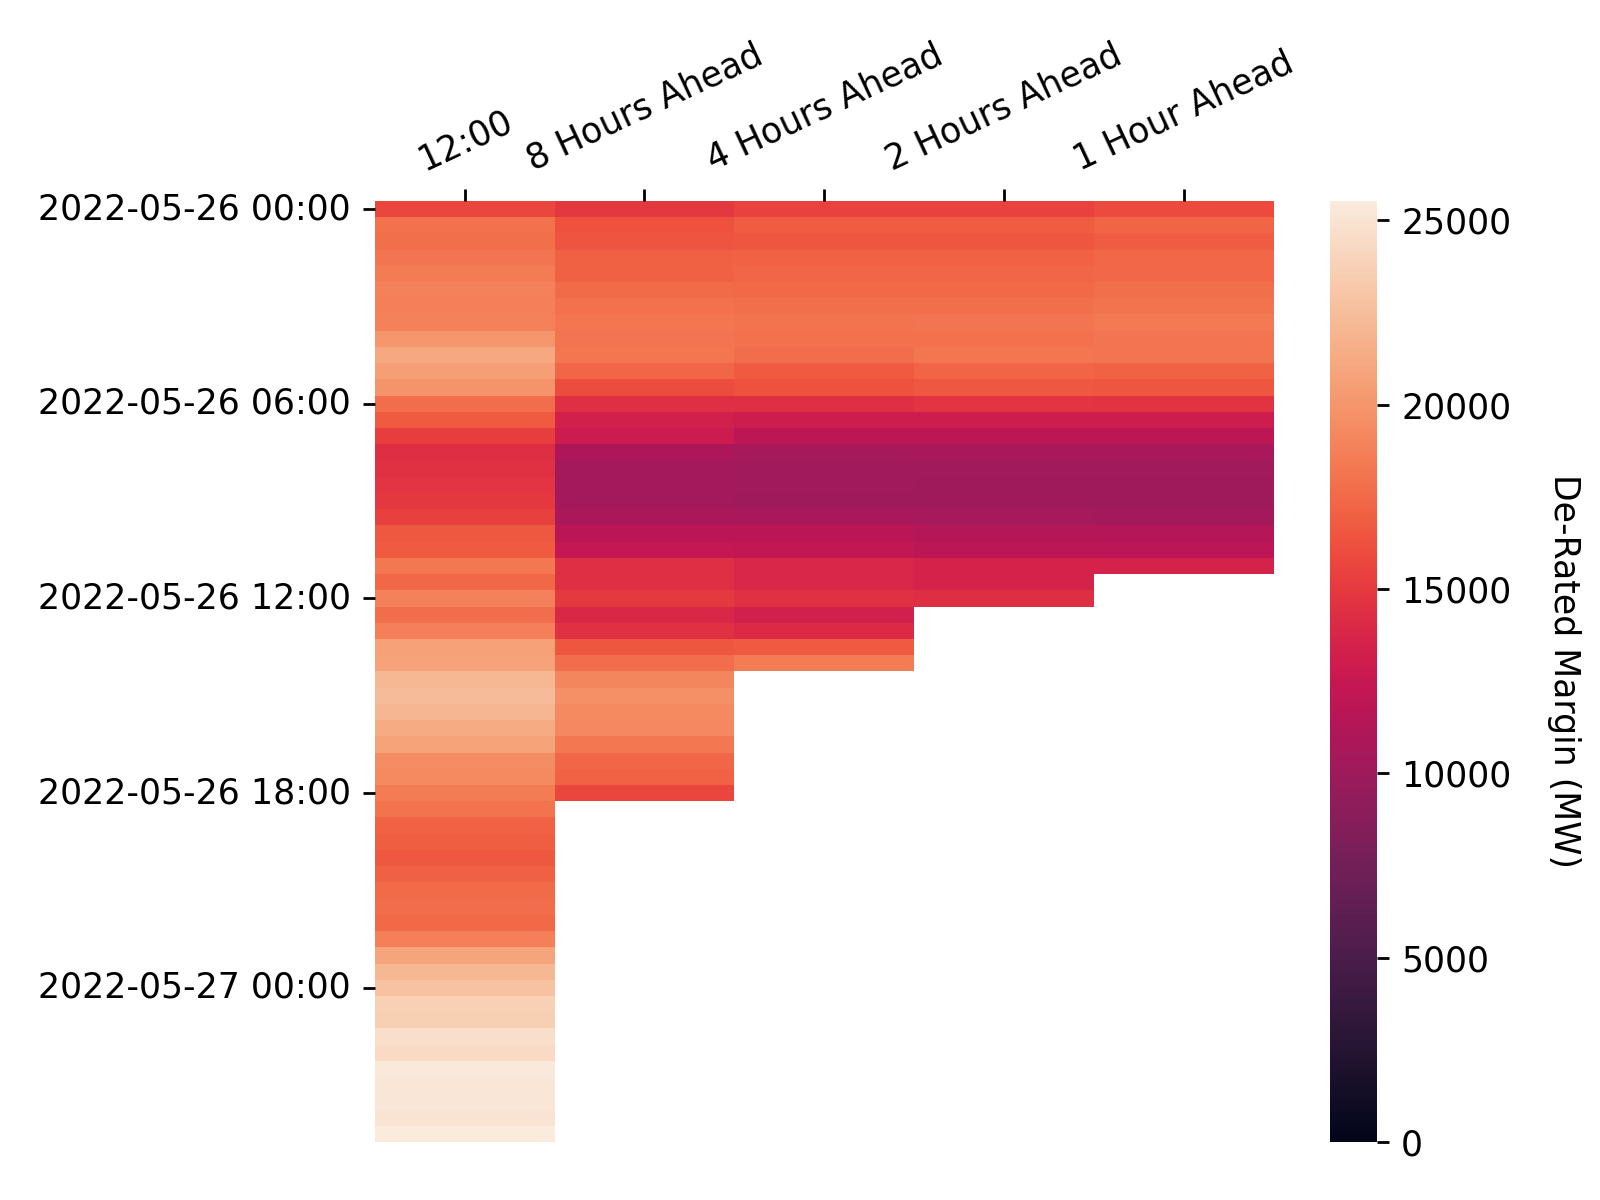 12:00
8 Hours Ahead
4 Hours Ahead
2 Hours Ahead
1 Hour Ahead
2022-05-26 00:00
2022-05-26 06:00
2022-05-26 12:00
2022-05-26 18:00
2022-05-27 00:00
25000
20000
15000
10000
5000
0
De-Rated Margin (MW)